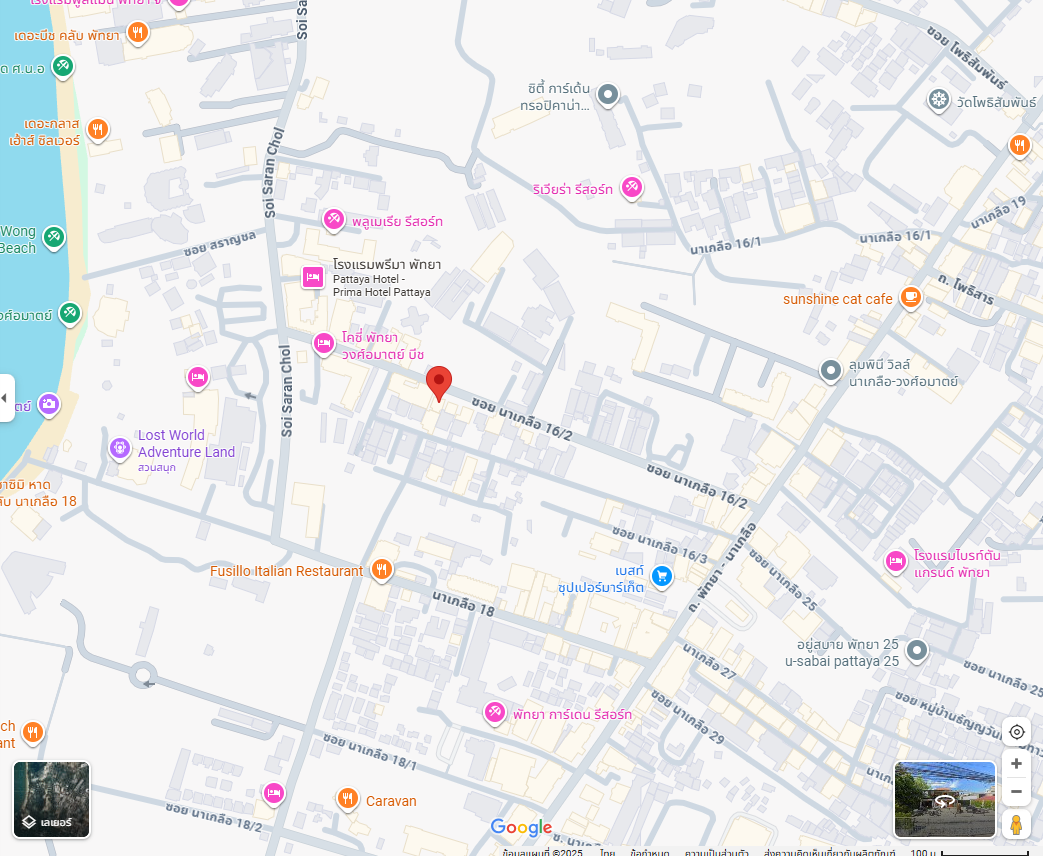 โรงแรมพูลแมน พัทยา จี
Soi Sa
เดอะบีช คลับ พัทยา
ด ศ.น.อ
เดอะกลาส
เฮ้าส์ ซิลเวอร์
ซิตี้ การ์เด้น
ทรอปิคาน่า...
ซอย โพธิสัมพันธ์
วัดโพธิสัมพันธ์
Soi Saran Chol
ริเวียร่า รีสอร์ท
นาเกลือ 19
พลูเมเรีย รีสอร์ท
Wong
Beach
ซอย สราญชล
นาเกลือ 16/1
นาเกลือ 16/1
โรงแรมพรีมา พัทยา
Pattaya Hotel -
Prima Hotel Pattaya
ถ. โพธิสาร
sunshine cat cafe
งศ์อมาตย์
โคซี่ พัทยา
วงศ์อมาตย์ บีช
Soi Saran Chol
ลุมพินี วิลล์
นาเกลือ-วงศ์อมาตย์
ตย์
ซอย นาเกลือ 16/2
Lost World
Adventure Land
สวนสนุก
ซอย นาเกลือ 16/2
าซิมิ หาด
ลับ นาเกลือ 18
นาเกลือ 16/3
ถ. พัทยา - นาเกลือ
Fusillo Italian Restaurant
เบสท์
ซุปเปอร์มาร์เก็ต
โรงแรมไบรท์ตัน
แกรนด์ พัทยา
ซอย นาเกลือ 25
นาเกลือ 18
อยู่สบาย พัทยา 25
u-sabai pattaya 25
นาเกลือ 27
ซอย นาเกลือ 25
ch
ant
พัทยา การ์เดน รีสอร์ท
ซอย นาเกลือ 29
ซอย หมู่บ้านธัญญวัน
ซอย นาเกลือ 18/1
Caravan
ซอย นาเกลือ 18/2
เลเยอร์
Google
ข้อมูลแผนที่ ©2025 ไทย ข้อกำหนด ความเป็นส่วนตัว ส่งความคิดเห็นเกี่ยวกับผลิตภัณฑ์ 100 ม